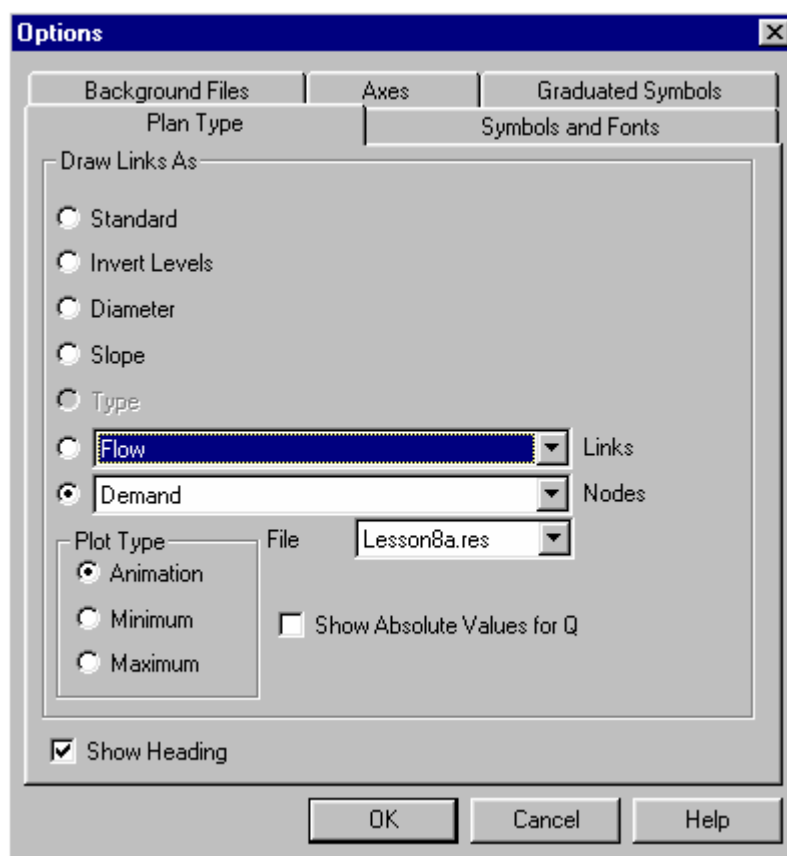 Options
Background Files Axes Graduated Symbols
Plan Type Symbols and Fonts
Draw Links As
Standard
Invert Levels
Diameter
Slope
Type
Flow Links
Demand Nodes
Plot Type File Lesson8a.res
Animation
Minimum Show Absolute Values for Q
Maximum
Show Heading
OK Cancel Help